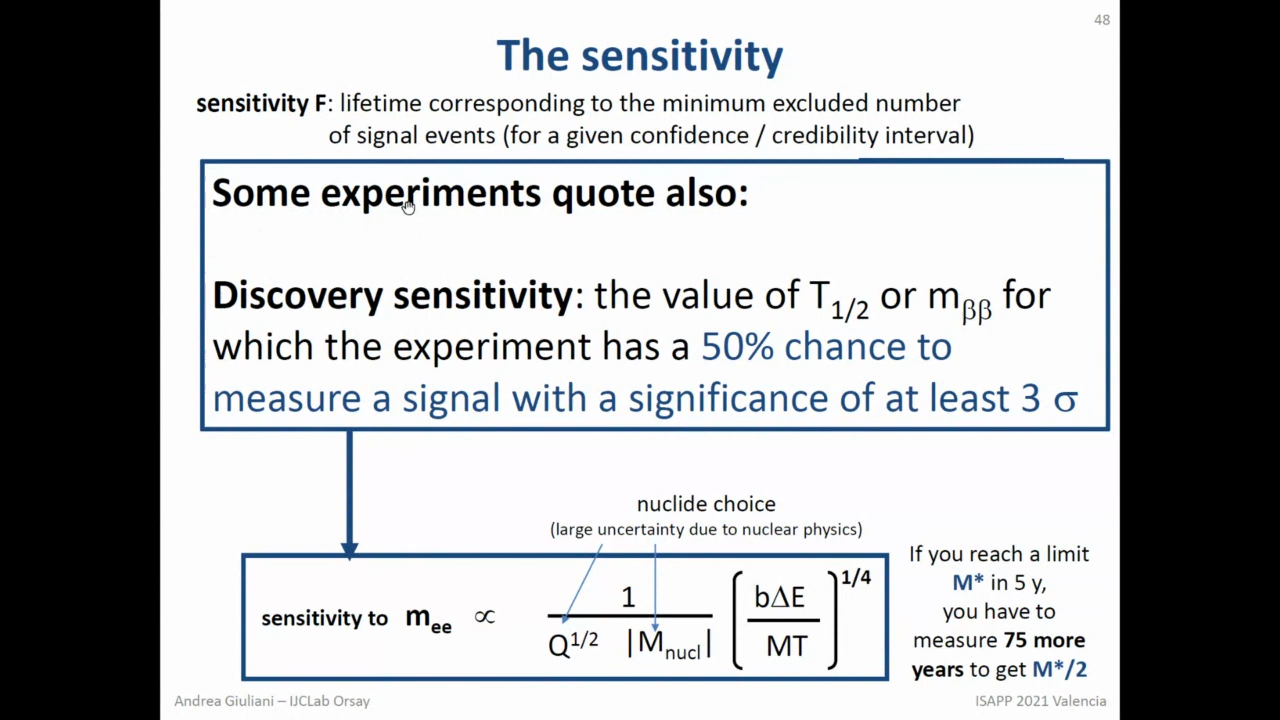 48
The sensitivity
sensitivity F: lifetime corresponding to the minimum excluded number
of signal events (for a given confidence / credibility interval)
Some experiments quote also:
Discovery sensitivity: the value of T1/2 or mββ for
which the experiment has a 50% chance to
measure a signal with a significance of at least 3 σ
nuclide choice
(large uncertainty due to nuclear physics)
sensitivity to mee ∝ 1 / Q1/2 |Mnucl| (bΔE / MT)1/4
If you reach a limit
M* in 5 y,
you have to
measure 75 more
years to get M*/2
Andrea Giuliani – IJCLab Orsay
ISAPP 2021 Valencia